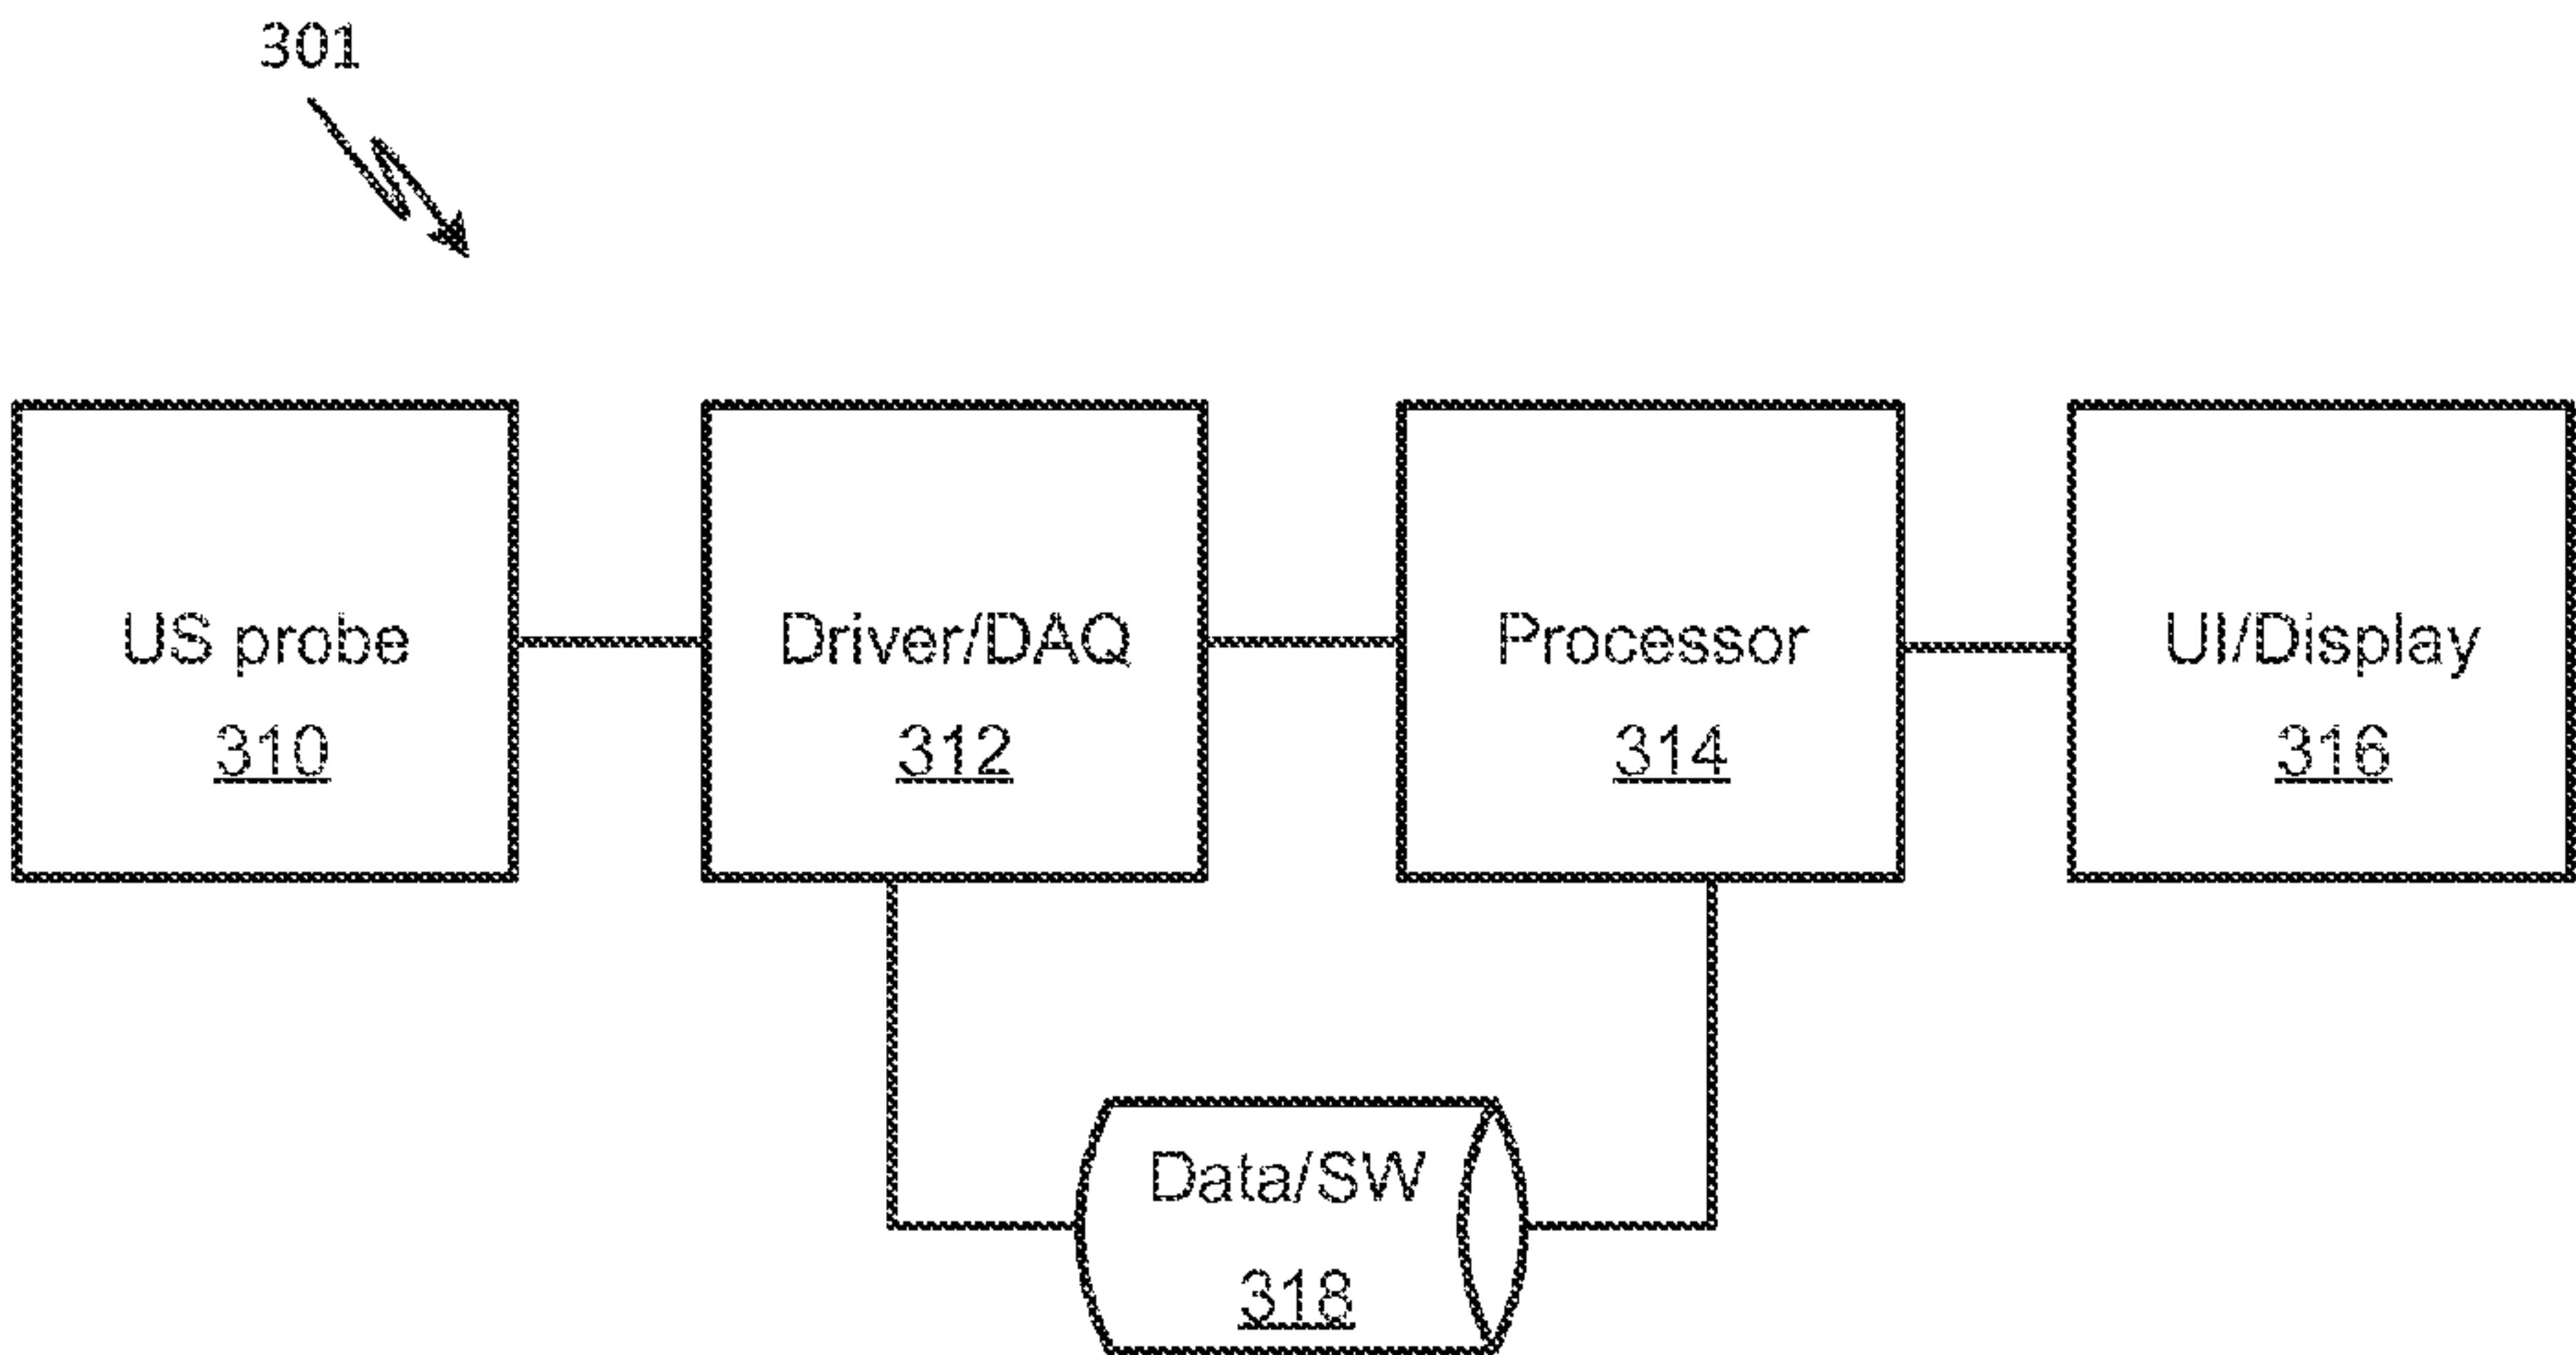 301
US probe
310
Driver/DAQ
312
Processor
314
UI/Display
316
Data/SW
318